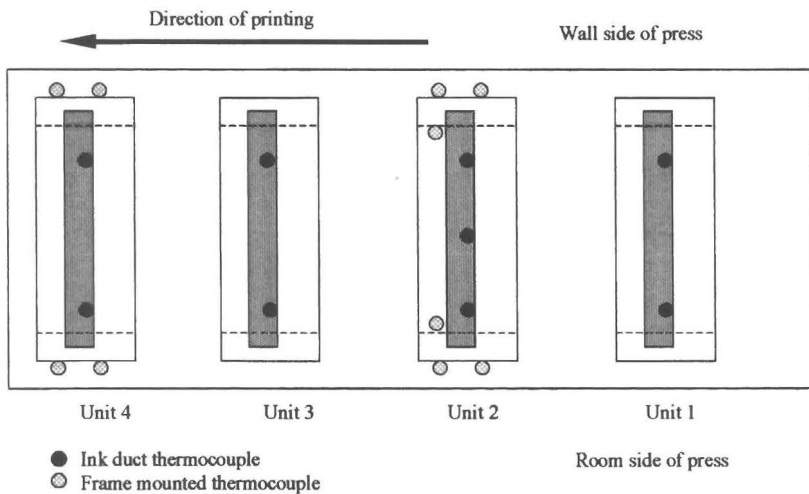 Direction of printing
Wall side of press
Unit 4
Unit 3
Unit 2
Unit 1
Ink duct thermocouple
Room side of press
Frame mounted thermocouple